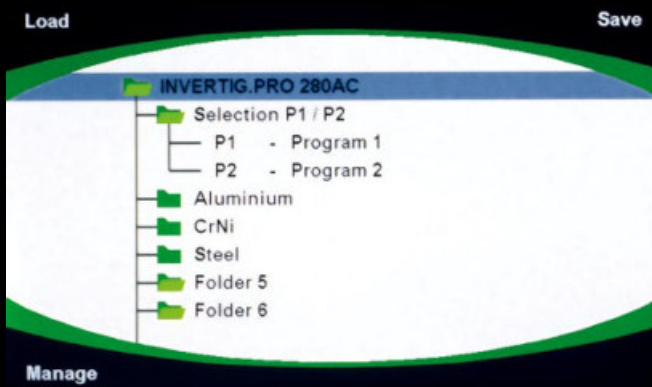 Load
Save
INVERTIG.PRO 280AC
Selection P1 / P2
P1 - Program 1
P2 - Program 2
Aluminium
CrNi
Steel
Folder 5
Folder 6
Manage